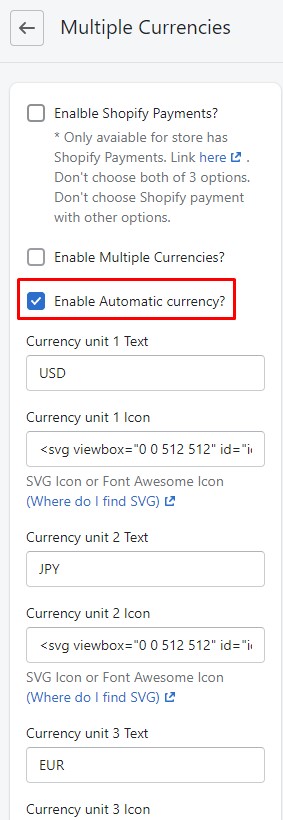 Multiple Currencies
Enalble Shopify Payments?
* Only avaiable for store has
Shopify Payments. Link here .
Don't choose both of 3 options.
Don't choose Shopify payment
with other options.
Enable Multiple Currencies?
Enable Automatic currency?
Currency unit 1 Text
USD
Currency unit 1 Icon
<svg viewbox="0 0 512 512" id="i
SVG Icon or Font Awesome Icon
(Where do I find SVG)
Currency unit 2 Text
JPY
Currency unit 2 Icon
<svg viewbox="0 0 512 512" id="i
SVG Icon or Font Awesome Icon
(Where do I find SVG)
Currency unit 3 Text
EUR
Currency unit 3 Icon